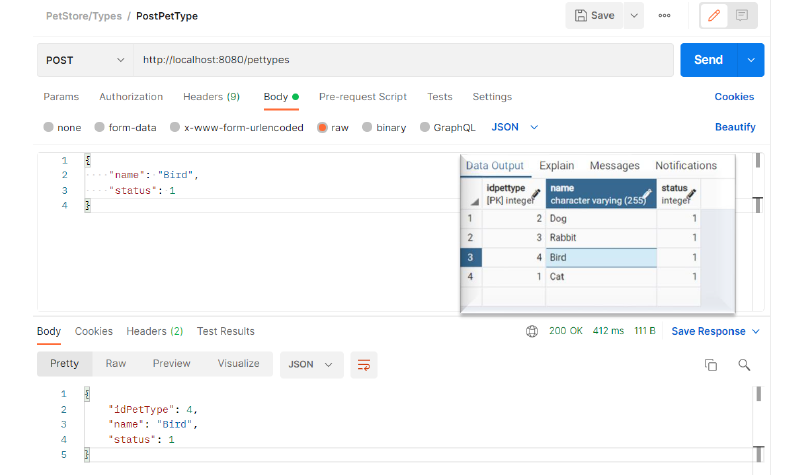 PetStore/Types / PostPetType
Save
POST http://localhost:8080/pettypes Send
Params Authorization Headers (9) Body Pre-request Script Tests Settings Cookies
none form-data x-www-form-urlencoded raw binary GraphQL JSON Beautify
1 {
2 "name": "Bird",
3 "status": 1
4 }
Data Output Explain Messages Notifications
idpettype name status
[PK] integer character varying (255) integer
1 2 Dog 1
2 3 Rabbit 1
3 4 Bird 1
4 1 Cat 1
Body Cookies Headers (2) Test Results 200 OK 412 ms 111 B Save Response
Pretty Raw Preview Visualize JSON
1 {
2 "idPetType": 4,
3 "name": "Bird",
4 "status": 1
5 }